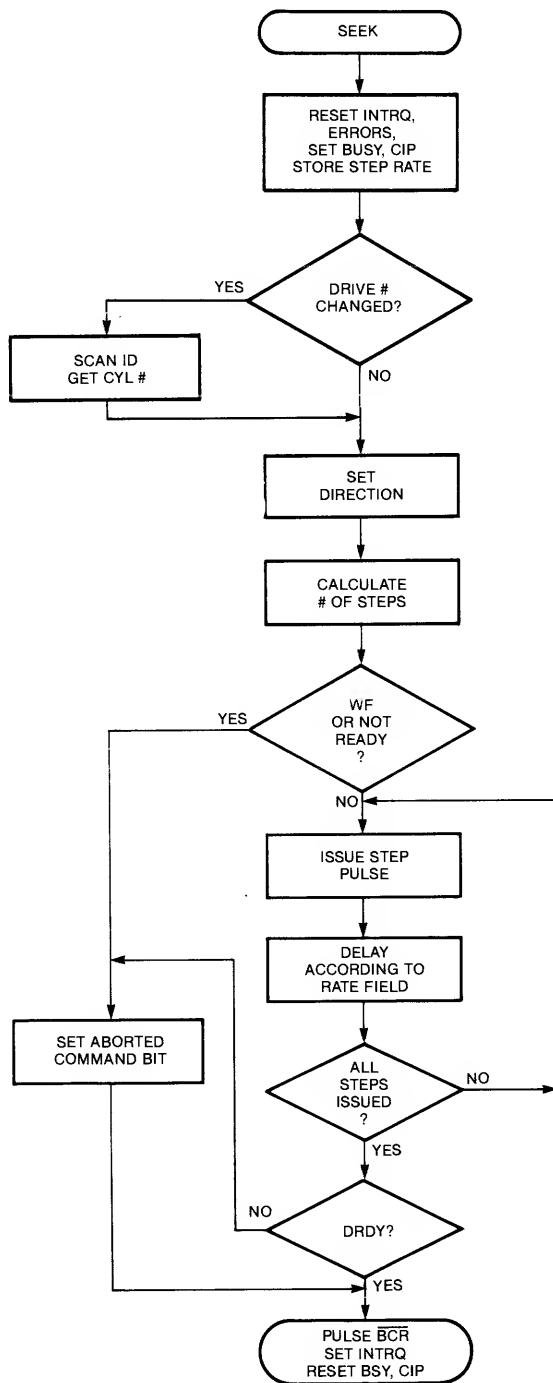 SEEK
RESET INTRQ,
ERRORS,
SET BUSY, CIP
STORE STEP RATE
YES
DRIVE #
CHANGED?
SCAN ID
GET CYL #
NO
SET
DIRECTION
CALCULATE
# OF STEPS
YES
WF
OR NOT
READY
?
NO
ISSUE STEP
PULSE
DELAY
ACCORDING TO
RATE FIELD
SET ABORTED
COMMAND BIT
ALL
STEPS
ISSUED
?
NO
YES
NO
DRDY?
YES
PULSE B̅C̅R̅
SET INTRQ
RESET BSY, CIP